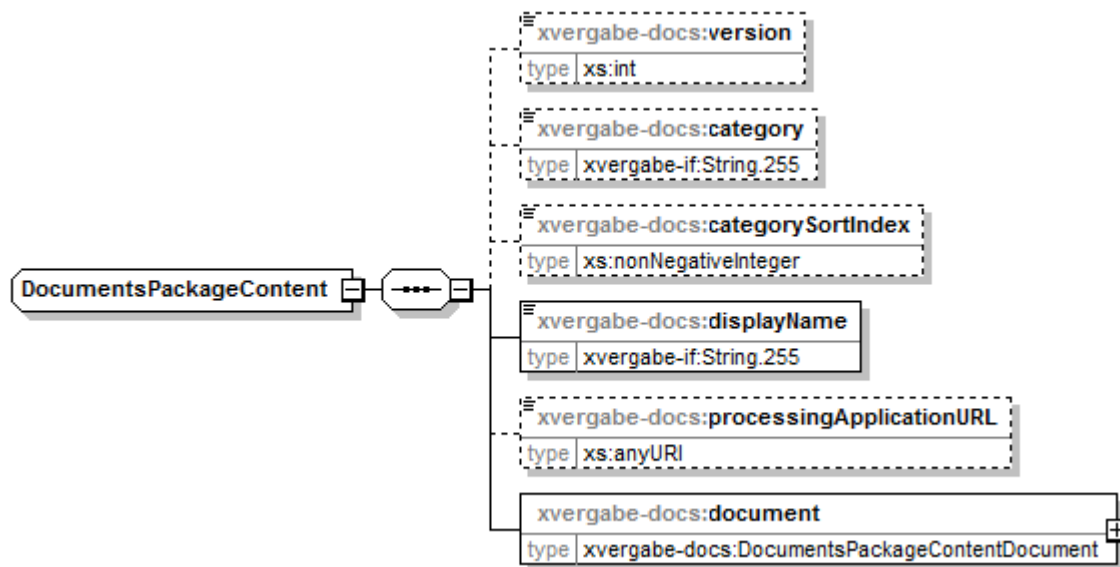 xvergabe-docs:version
type xs:int
xvergabe-docs:category
type xvergabe-if:String.255
xvergabe-docs:categorySortIndex
type xs:nonNegativeInteger
DocumentsPackageContent
xvergabe-docs:displayName
type xvergabe-if:String.255
xvergabe-docs:processingApplicationURL
type xs:anyURI
xvergabe-docs:document
type xvergabe-docs:DocumentsPackageContentDocument